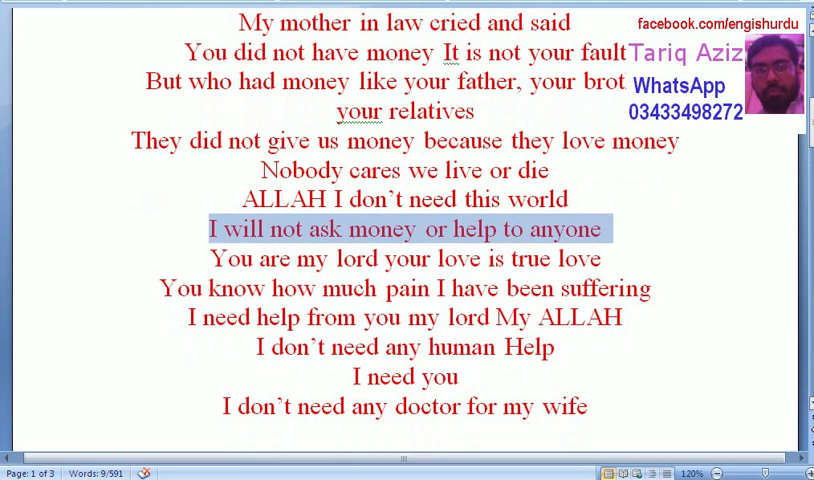 My mother in law cried and said
You did not have money It is not your fault
But who had money like your father, your brot
your relatives
They did not give us money because they love money
Nobody cares we live or die
ALLAH I don't need this world
I will not ask money or help to anyone
You are my lord your love is true love
You know how much pain I have been suffering
I need help from you my lord My ALLAH
I don't need any human Help
I need you
I don't need any doctor for my wife
facebook.com/engishurdu
Tariq Aziz
WhatsApp
03433498272
Page: 1 of 3 Words: 9/591 120%